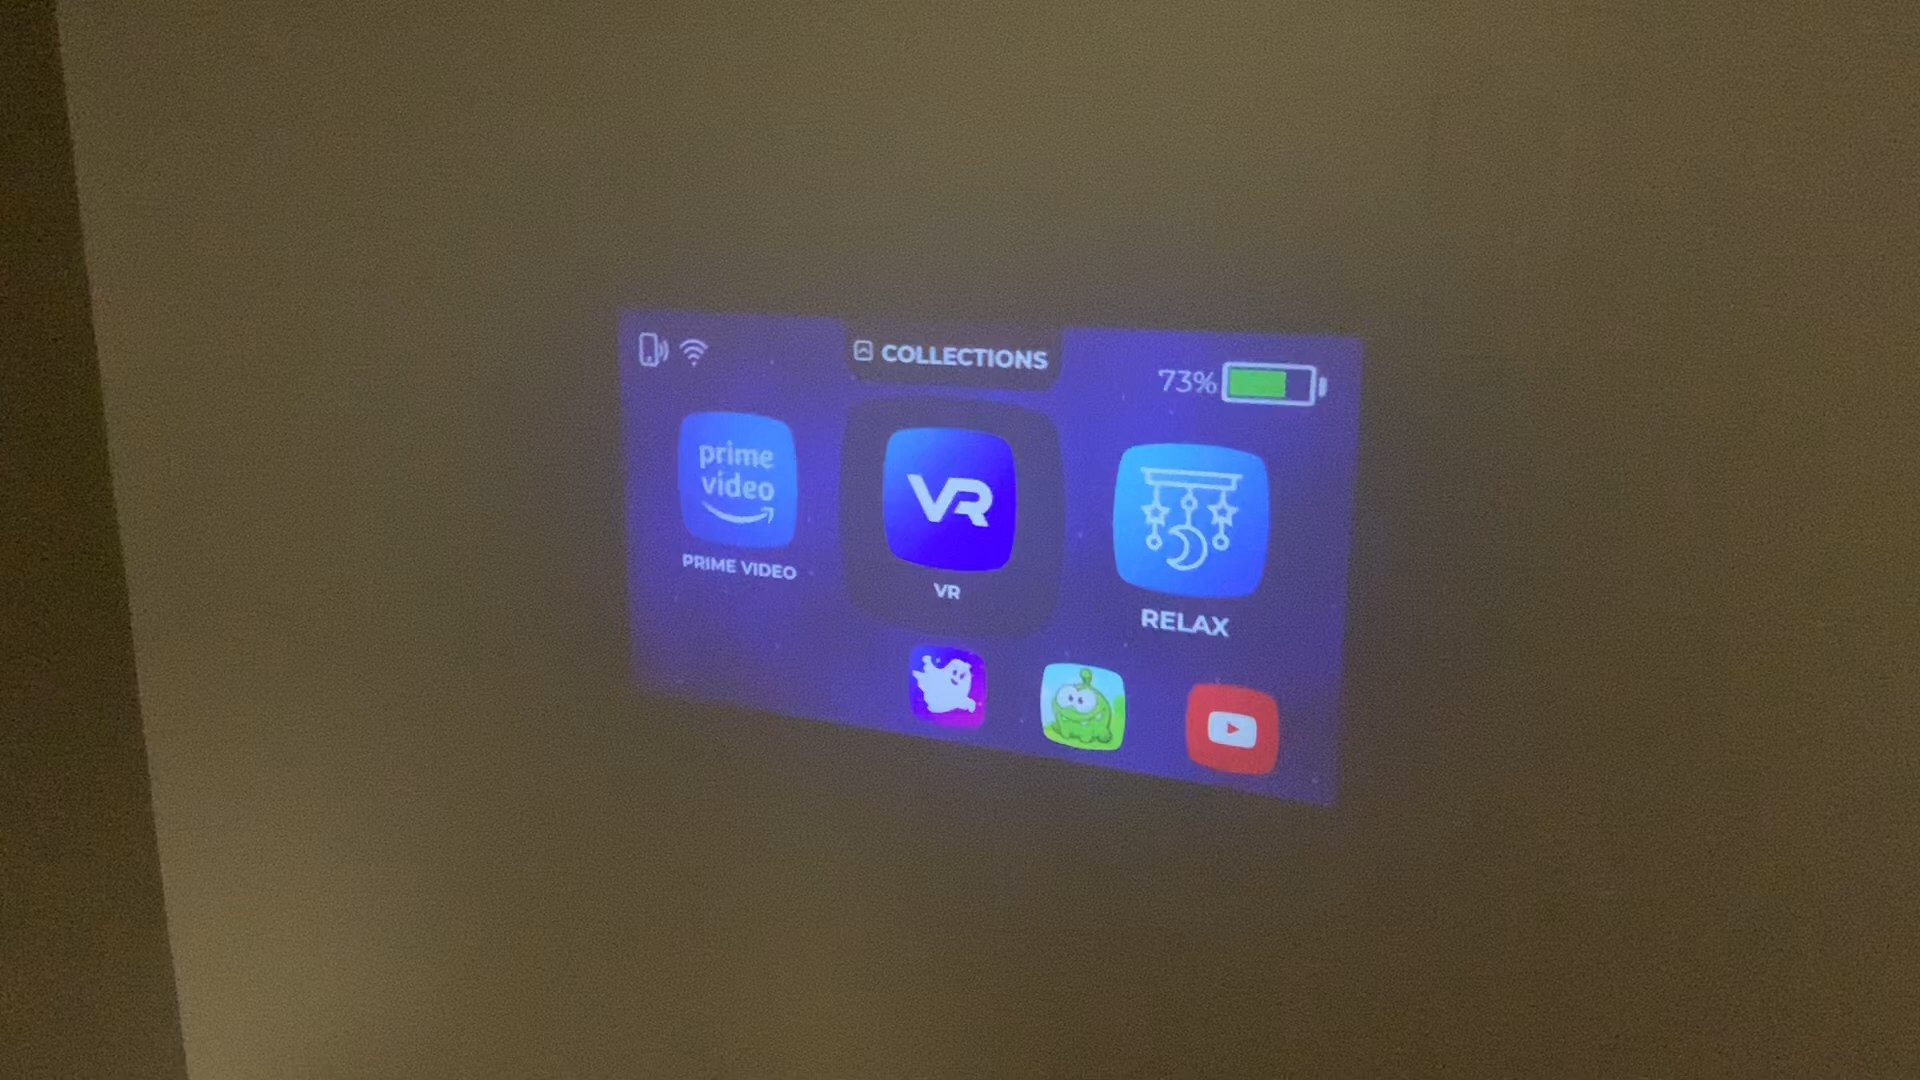 COLLECTIONS
73%
prime
video
PRIME VIDEO
VR
VR
RELAX